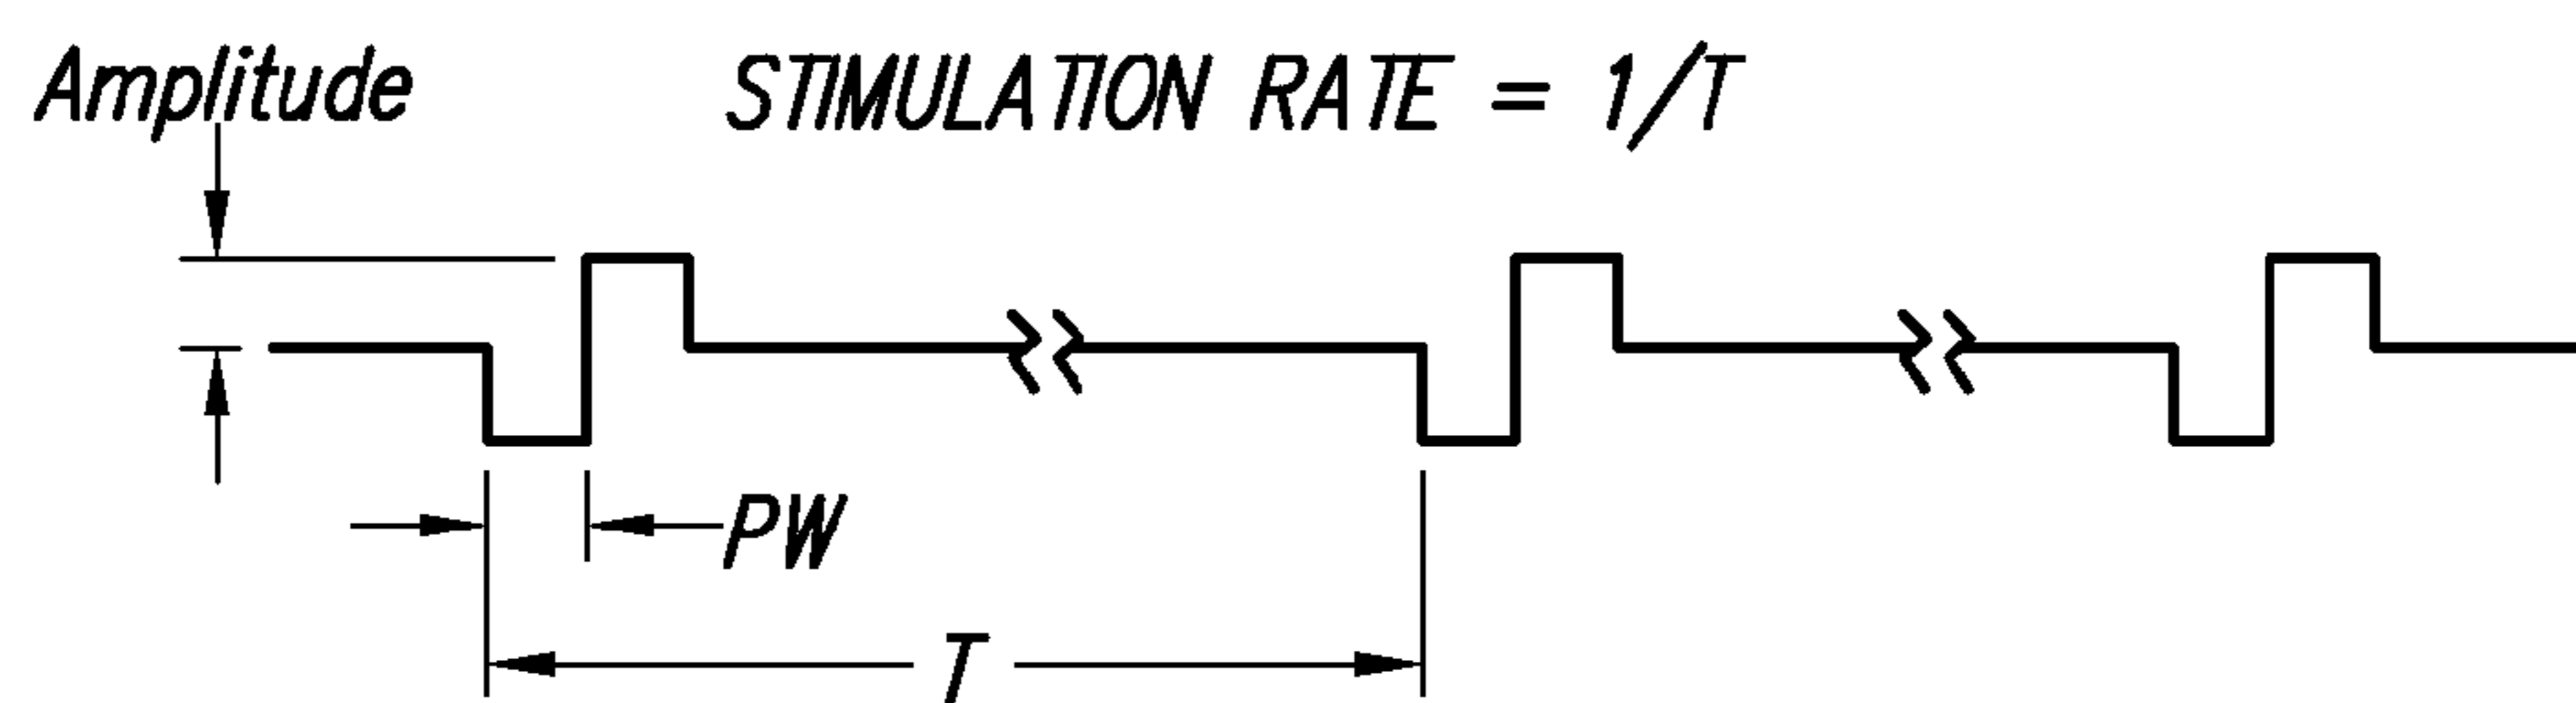 Amplitude
STIMULATION RATE = 1/T
PW
T